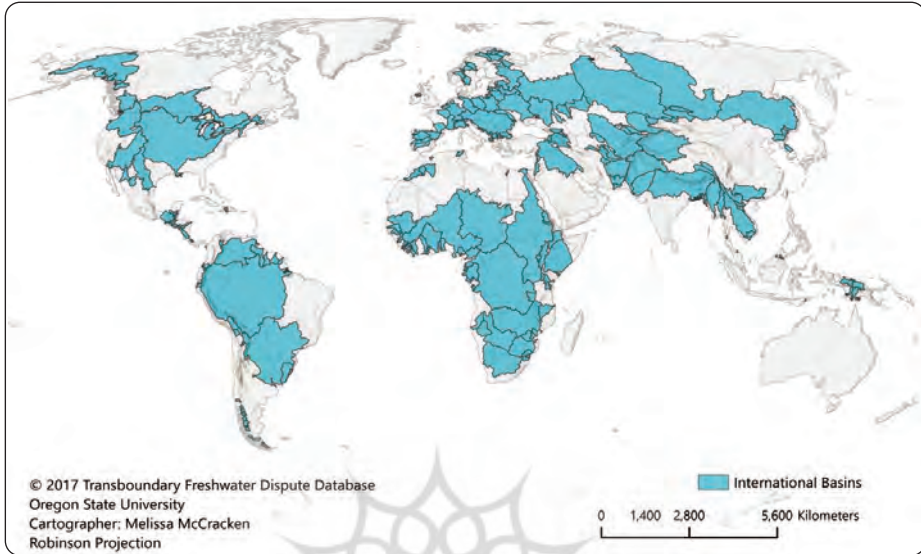 © 2017 Transboundary Freshwater Dispute Database
Oregon State University
Cartographer: Melissa McCracken
Robinson Projection
International Basins
0 1,400 2,800 5,600 Kilometers